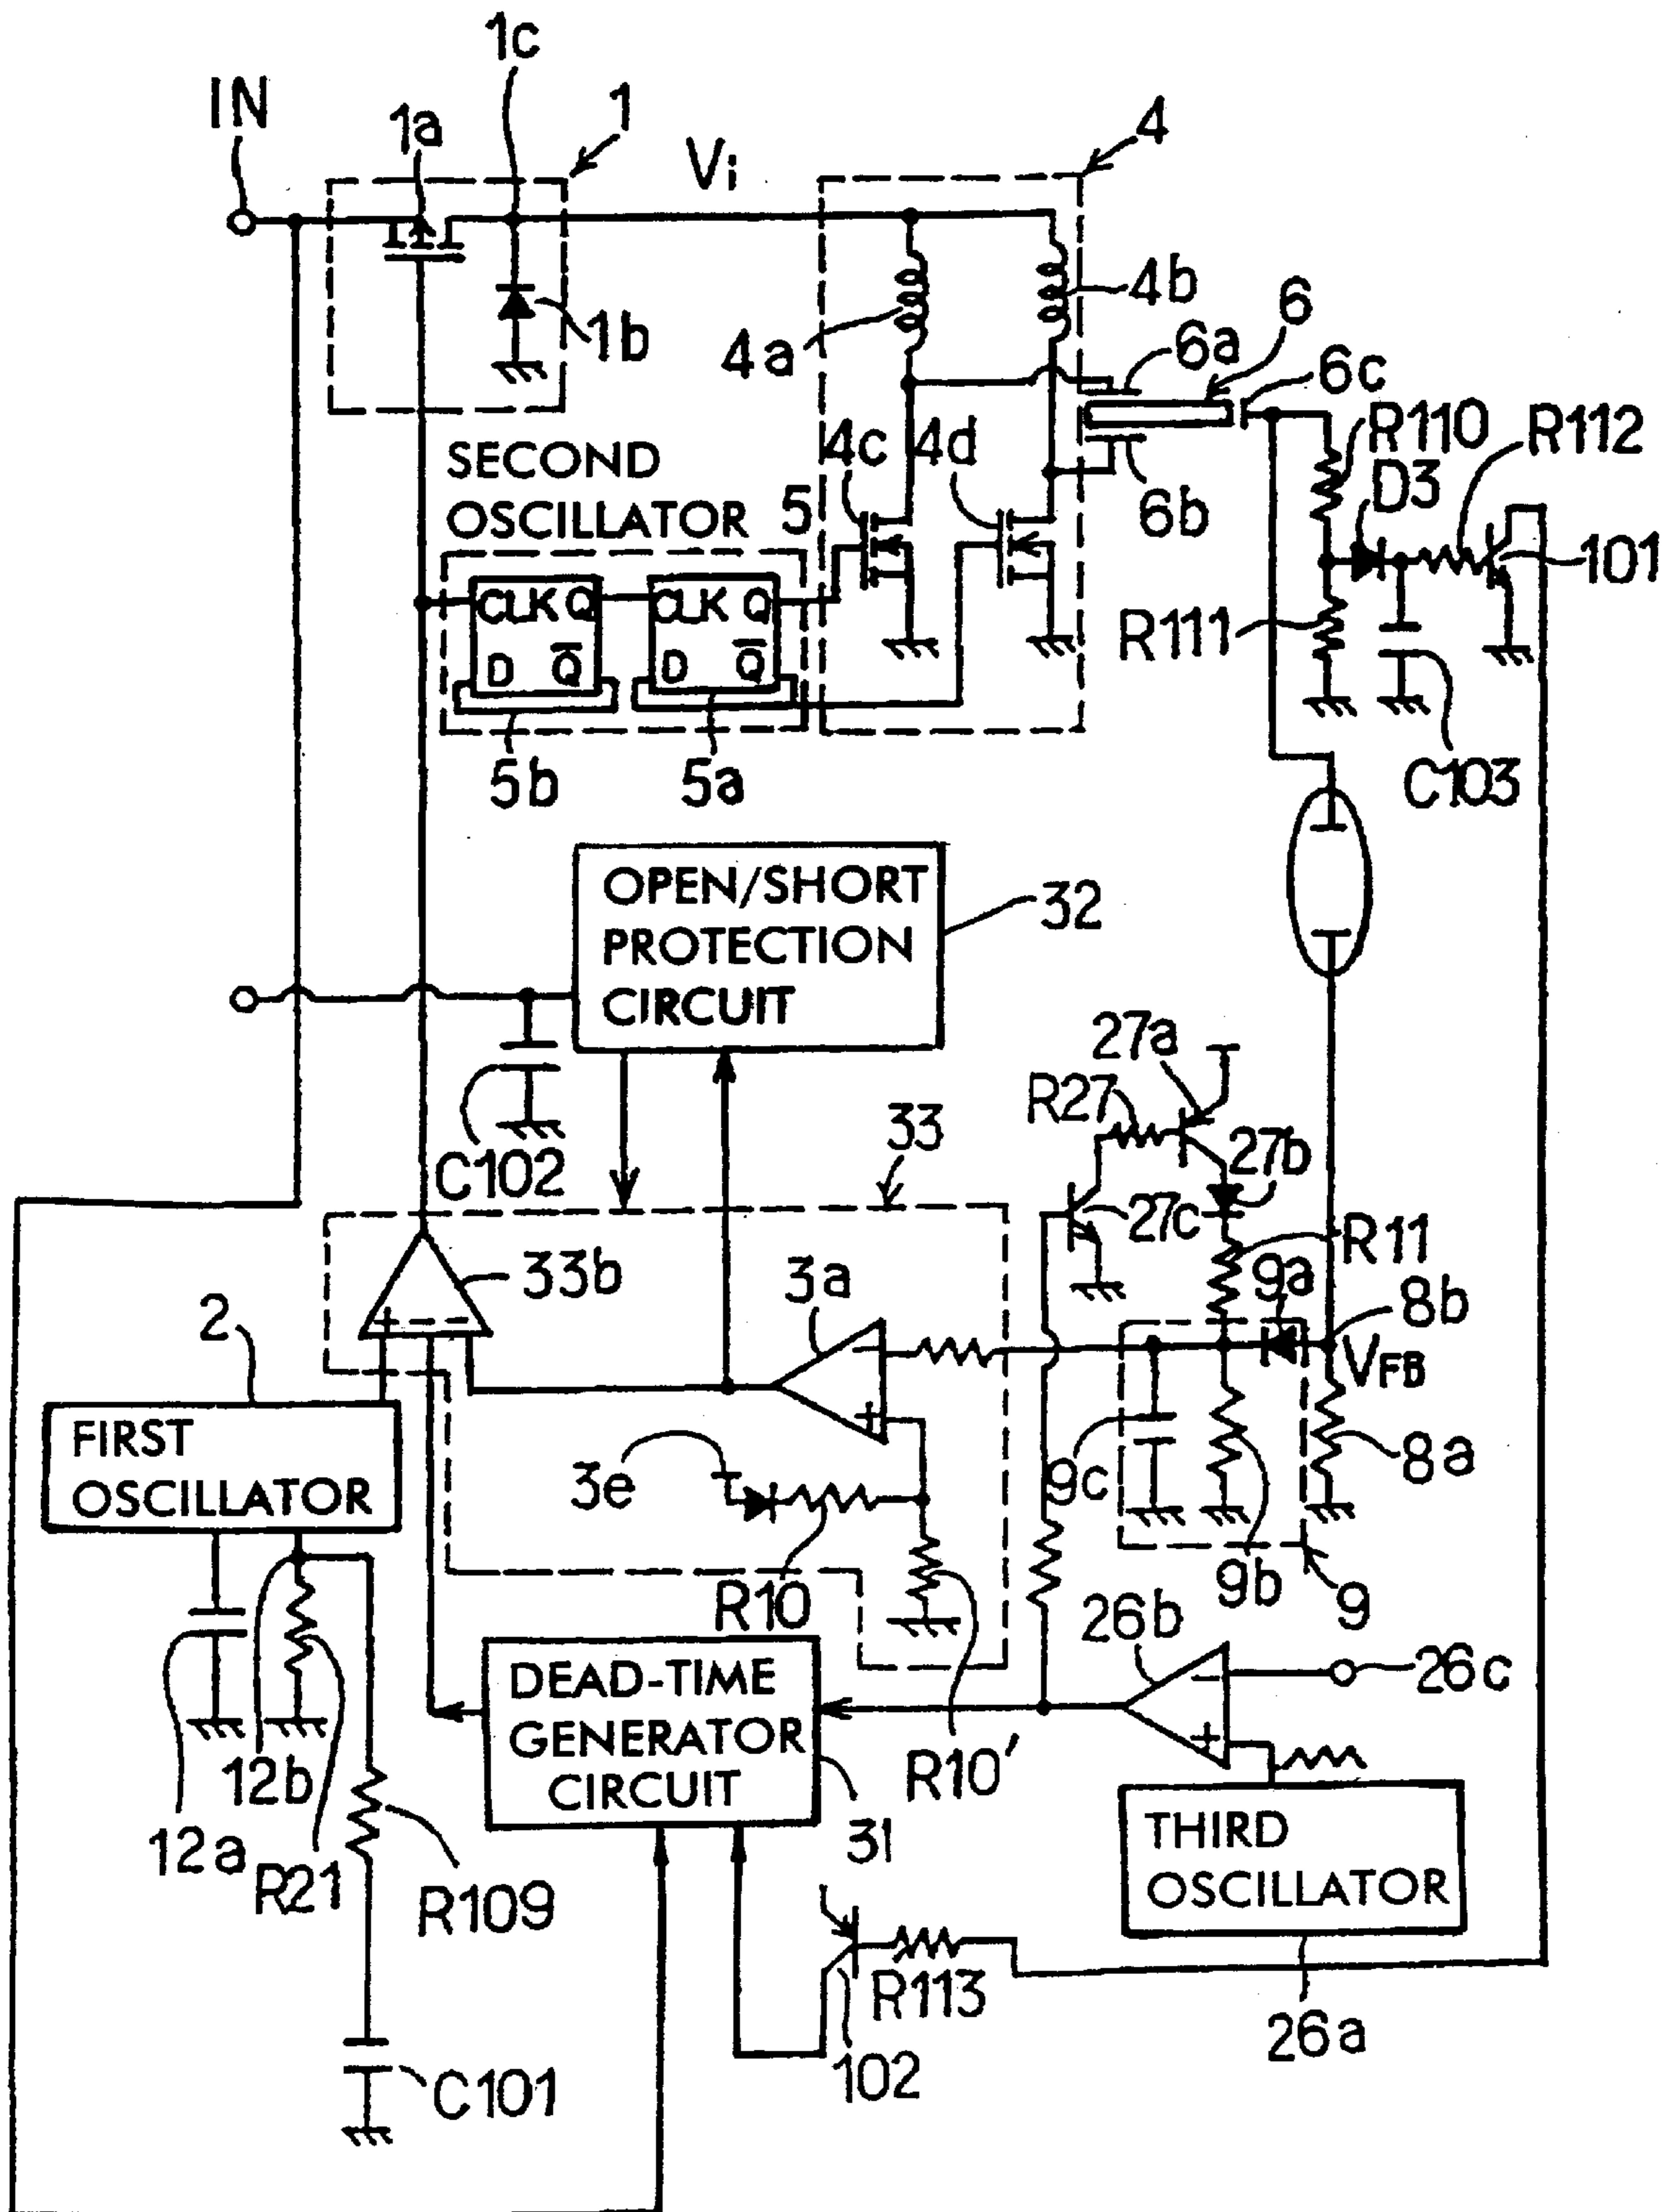 1c
IN
1a
1
4
Vi
1b
4a
4b
6
6a
6c
R110
R112
SECOND
OSCILLATOR
5
4c
4d
D3
6b
101
CLK Q
D Q̅
CLK Q
D Q̅
R111
5b
5a
C103
OPEN/SHORT
PROTECTION
CIRCUIT
32
27a
R27
33
C102
27b
27c
R11
33b
3a
9a
8b
+ - -
-
+
VFB
2
FIRST
OSCILLATOR
3e
9c
8a
R10
9b
9
26b
-
+
26c
DEAD-TIME
GENERATOR
CIRCUIT
R10'
12b
12a
R21
R109
31
THIRD
OSCILLATOR
R113
102
26a
C101